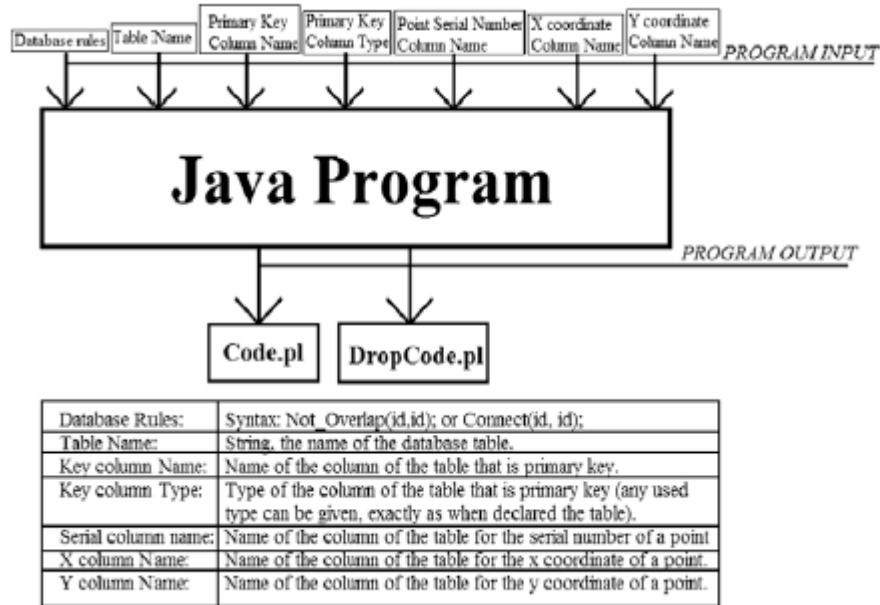 Database rules
Table Name
Primary Key
Column Name
Primary Key
Column Type
Point Serial Number
Column Name
X coordinate
Column Name
Y coordinate
Column Name
PROGRAM INPUT
Java Program
PROGRAM OUTPUT
Code.pl
DropCode.pl
Database Rules: Syntax: Not_Overlap(id,id); or Connect(id, id);
Table Name: String, the name of the database table.
Key column Name: Name of the column of the table that is primary key.
Key column Type: Type of the column of the table that is primary key (any used
type can be given, exactly as when declared the table).
Serial column name: Name of the column of the table for the serial number of a point
X column Name: Name of the column of the table for the x coordinate of a point.
Y column Name: Name of the column of the table for the y coordinate of a point.